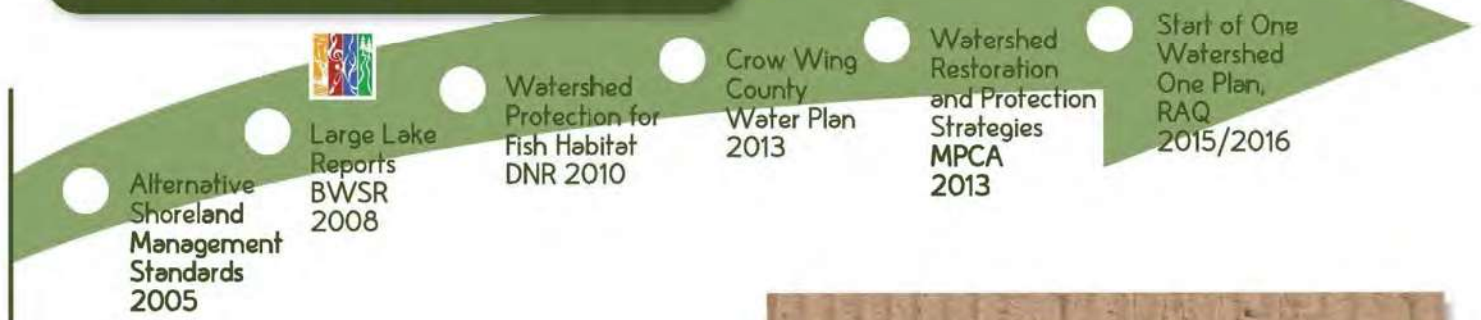 Alternative
Shoreland
Management
Standards
2005
Large Lake
Reports
BWSR
2008
Watershed
Protection for
Fish Habitat
DNR 2010
Crow Wing
County
Water Plan
2013
Watershed
Restoration
and Protection
Strategies
MPCA
2013
Start of One
Watershed
One Plan,
RAQ
2015/2016